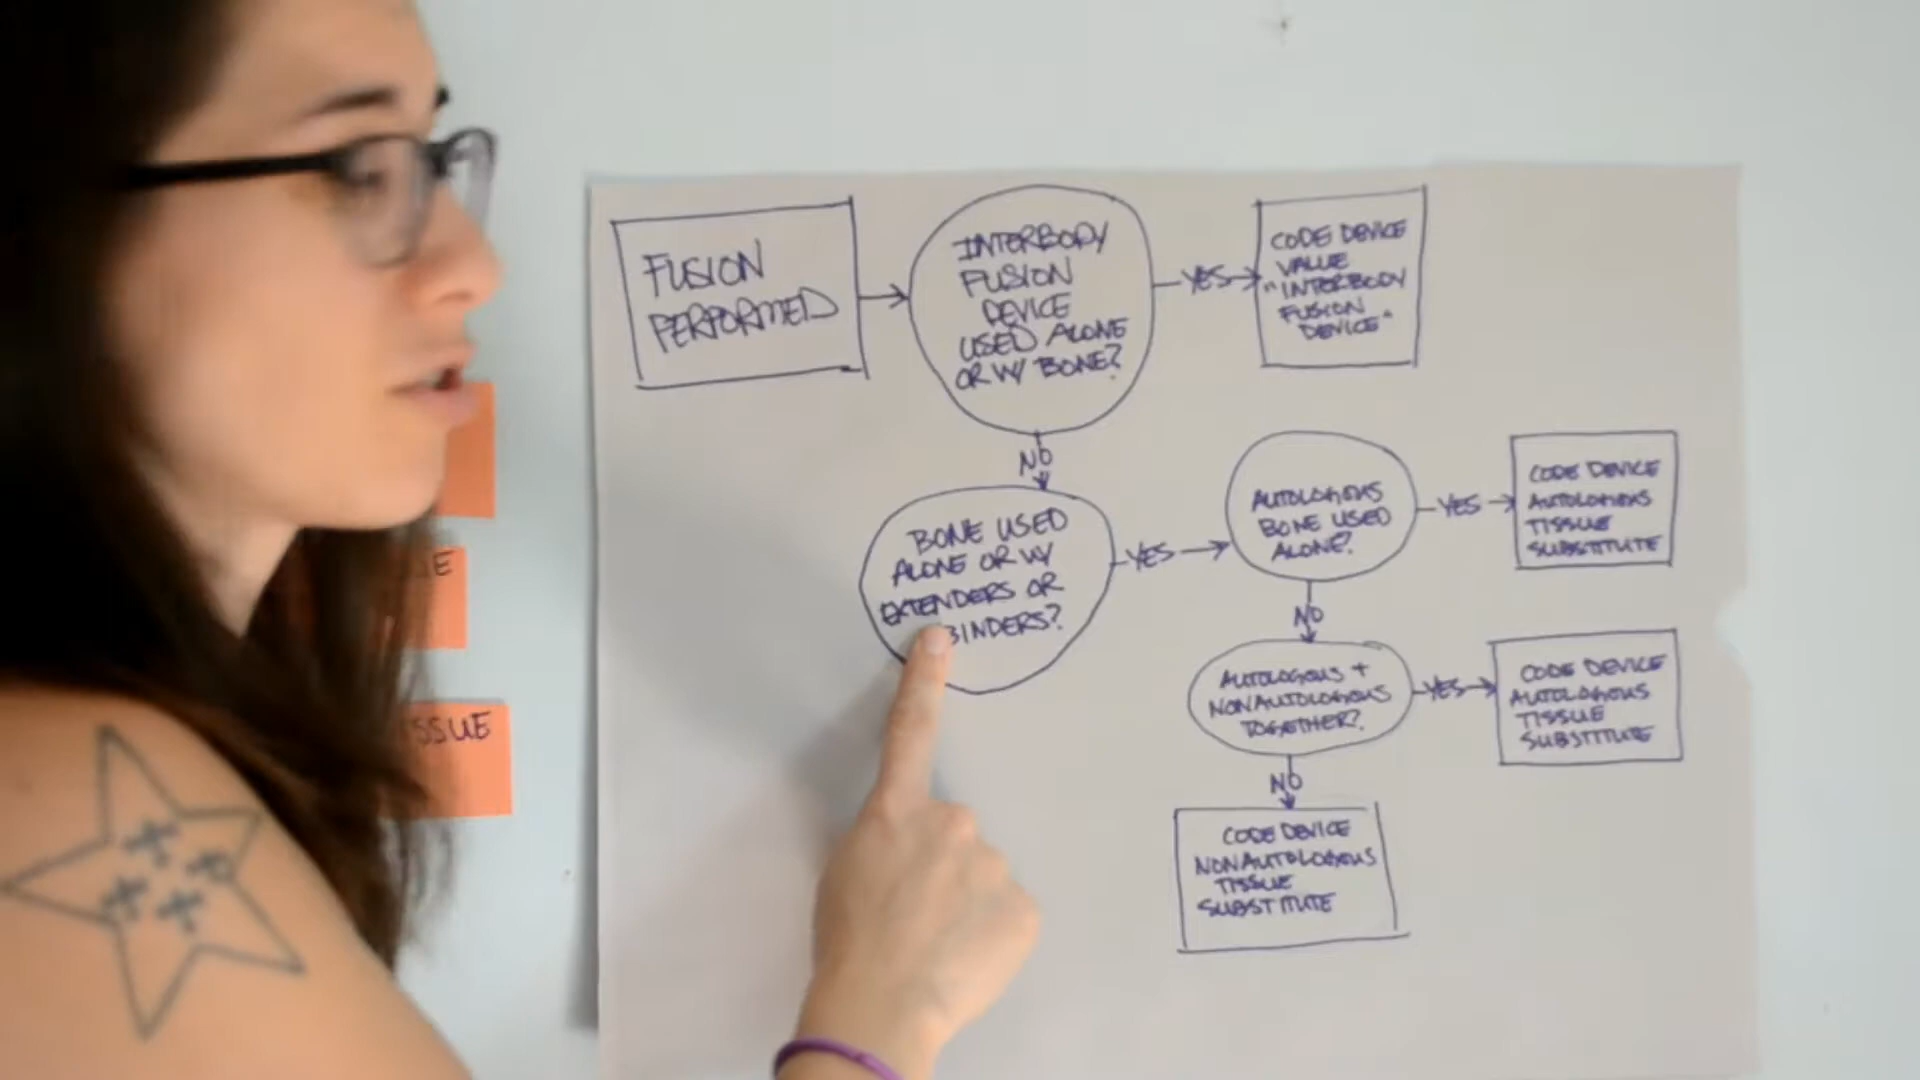 FUSION
PERFORMED
INTERBODY
FUSION
DEVICE
USED ALONE
OR W/ BONE?
YES
CODE DEVICE
VALUE
"INTERBODY
FUSION
DEVICE"
NO
BONE USED
ALONE OR W/
EXTENDERS OR
BINDERS?
YES
AUTOLOGOUS
BONE USED
ALONE?
YES
CODE DEVICE
AUTOLOGOUS
TISSUE
SUBSTITUTE
NO
AUTOLOGOUS +
NONAUTOLOGOUS
TOGETHER?
YES
CODE DEVICE
AUTOLOGOUS
TISSUE
SUBSTITUTE
NO
CODE DEVICE
NONAUTOLOGOUS
TISSUE
SUBSTITUTE